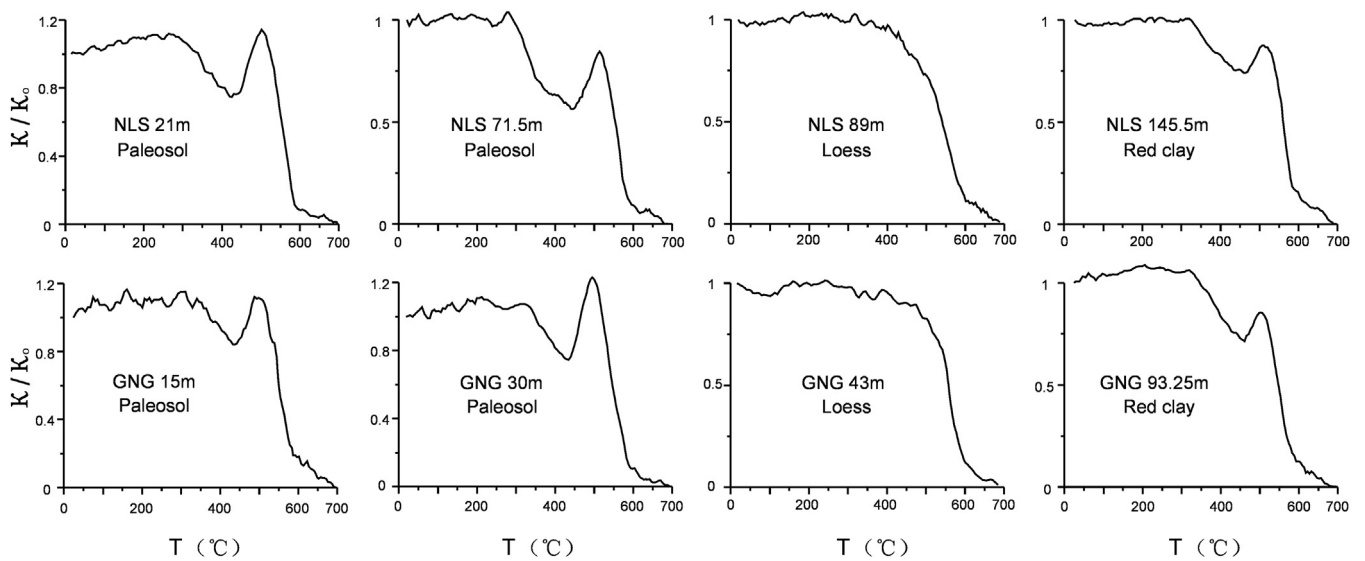 K / K₀
1.2
0.8
0.4
0
NLS 21m
Paleosol
0 200 400 600 700
1
0.5
0
NLS 71.5m
Paleosol
0 200 400 600 700
1
0.5
0
NLS 89m
Loess
0 200 400 600 700
1
0.5
0
NLS 145.5m
Red clay
0 200 400 600 700
K / K₀
1.2
0.8
0.4
0
GNG 15m
Paleosol
0 200 400 600 700
T（℃）
1.2
0.8
0.4
0
GNG 30m
Paleosol
0 200 400 600 700
T（℃）
1
0.5
0
GNG 43m
Loess
0 200 400 600 700
T（℃）
1
0.5
0
GNG 93.25m
Red clay
0 200 400 600 700
T（℃）